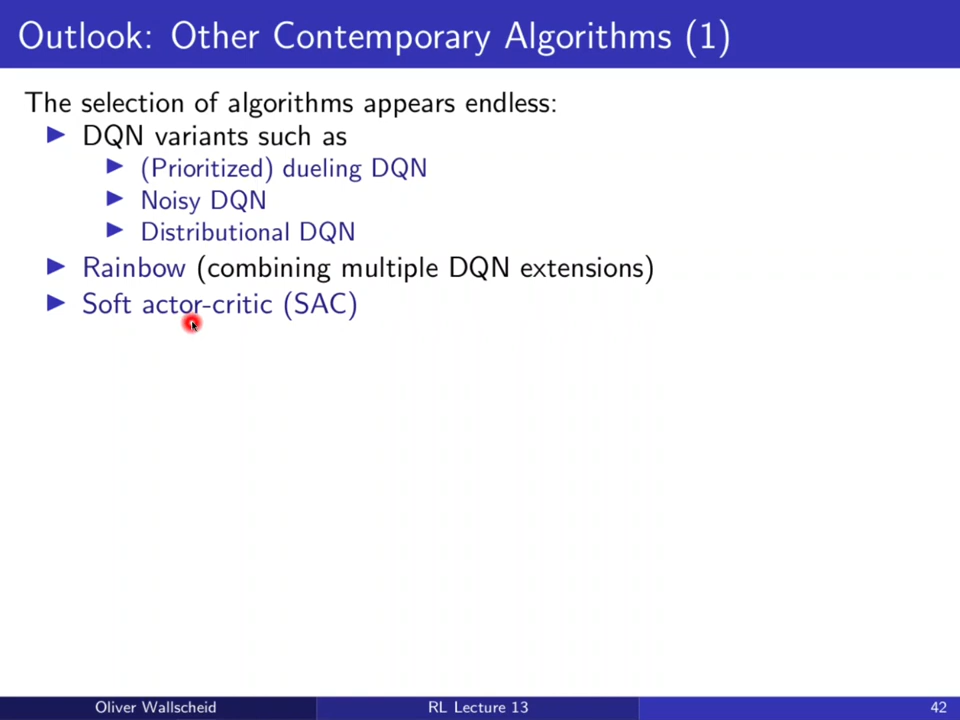 Outlook: Other Contemporary Algorithms (1)
The selection of algorithms appears endless:
▶ DQN variants such as
▶ (Prioritized) dueling DQN
▶ Noisy DQN
▶ Distributional DQN
▶ Rainbow (combining multiple DQN extensions)
▶ Soft actor-critic (SAC)
Oliver Wallscheid RL Lecture 13 42